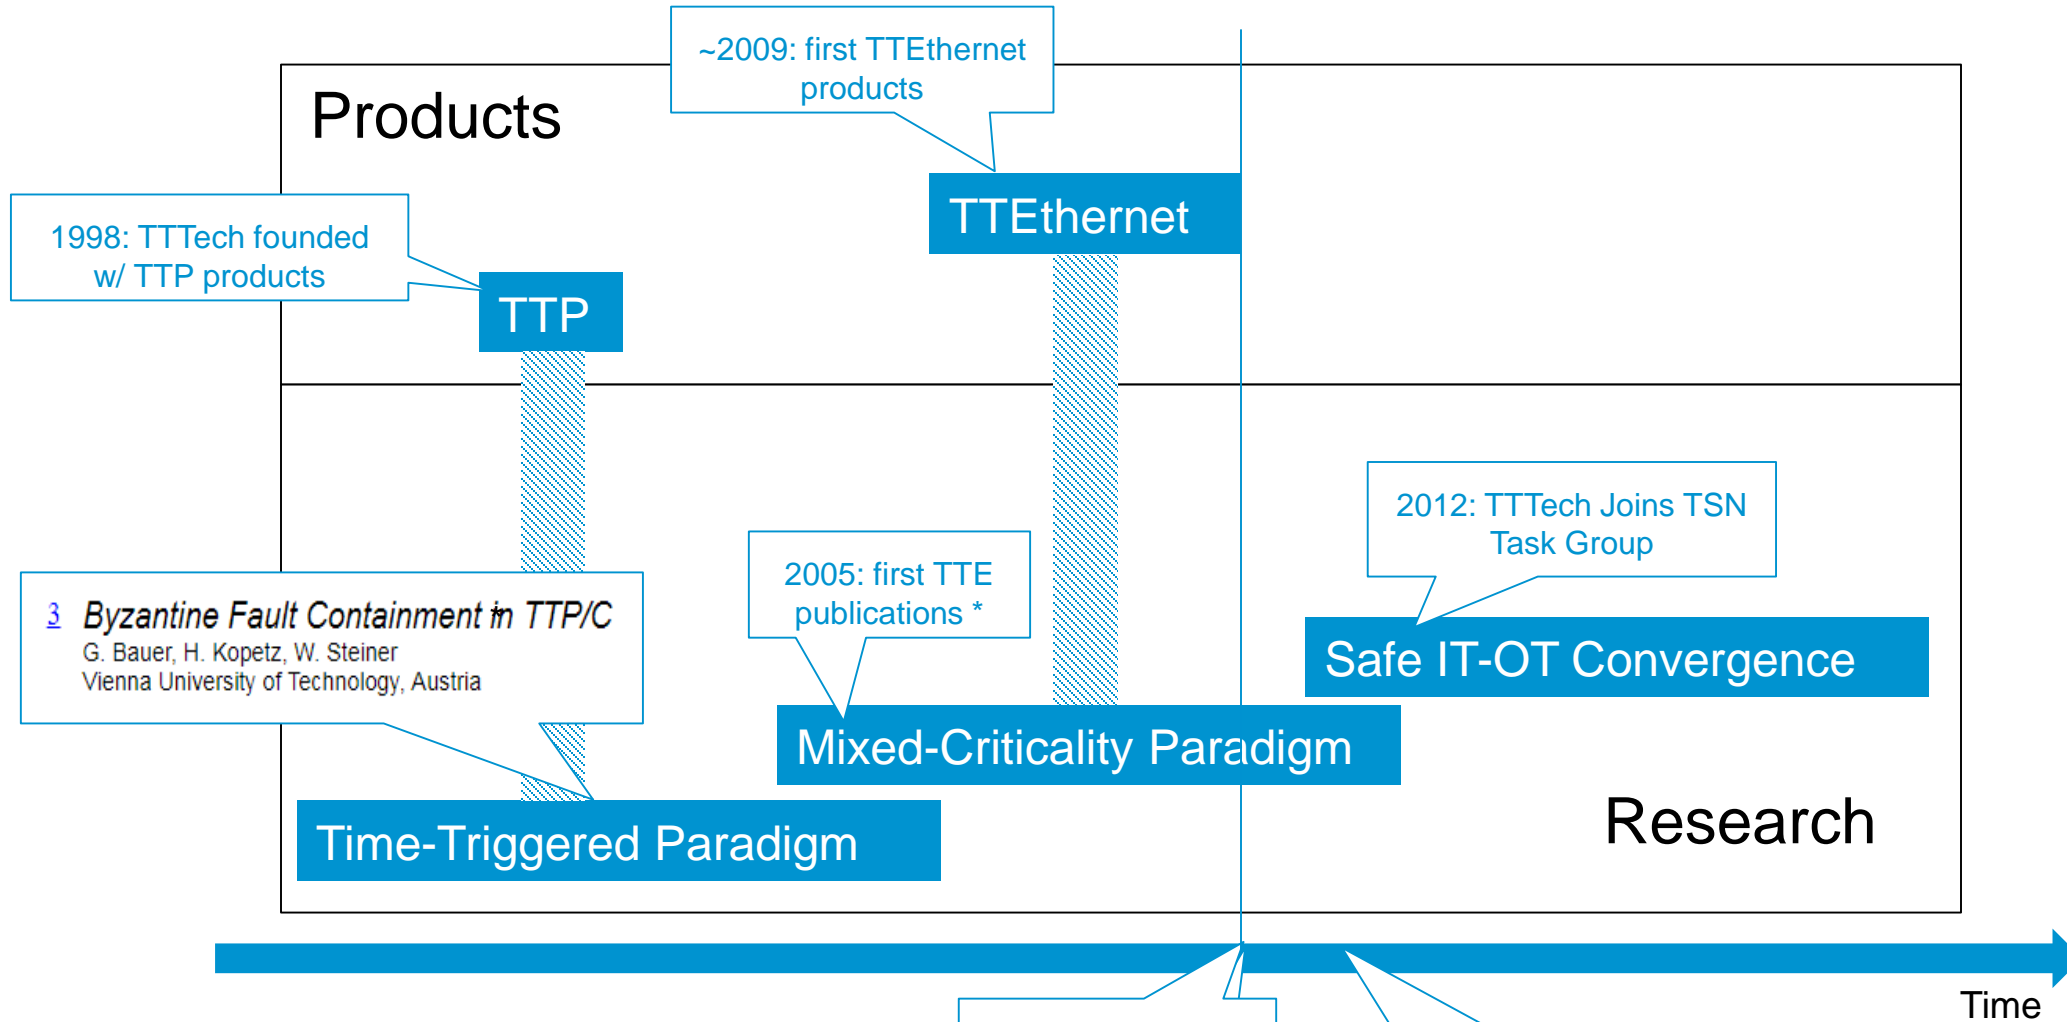 ~2009: first TTEthernet
products
Products
TTEthernet
1998: TTTech founded
w/ TTP products
TTP
2012: TTTech Joins TSN
Task Group
2005: first TTE
publications *
3 Byzantine Fault Containment in TTP/C
*
G. Bauer, H. Kopetz, W. Steiner
Vienna University of Technology, Austria
Safe IT-OT Convergence
Mixed-Criticality Paradigm
Research
Time-Triggered Paradigm
Time